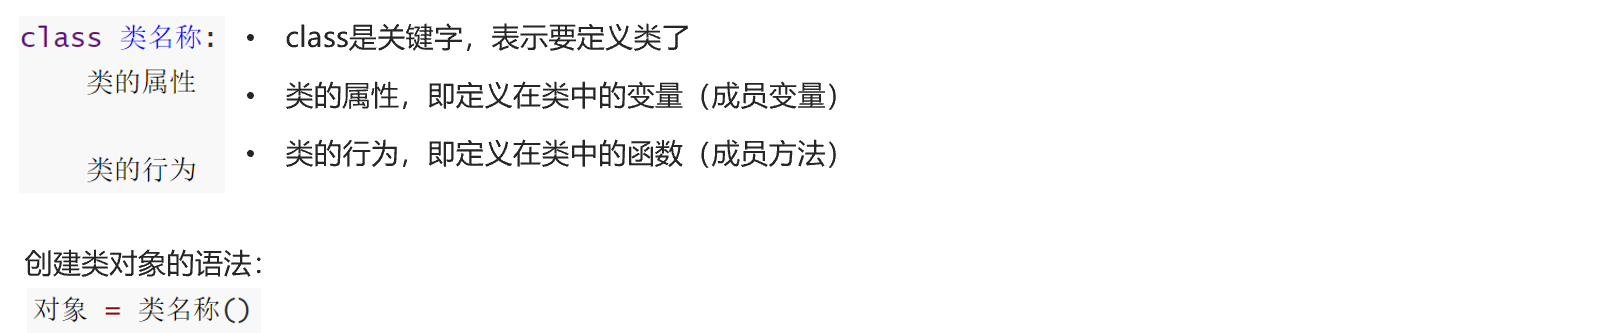 class 类名称:
    类的属性

    类的行为
• class是关键字，表示要定义类了
• 类的属性，即定义在类中的变量（成员变量）
• 类的行为，即定义在类中的函数（成员方法）
创建类对象的语法：
对象 = 类名称()